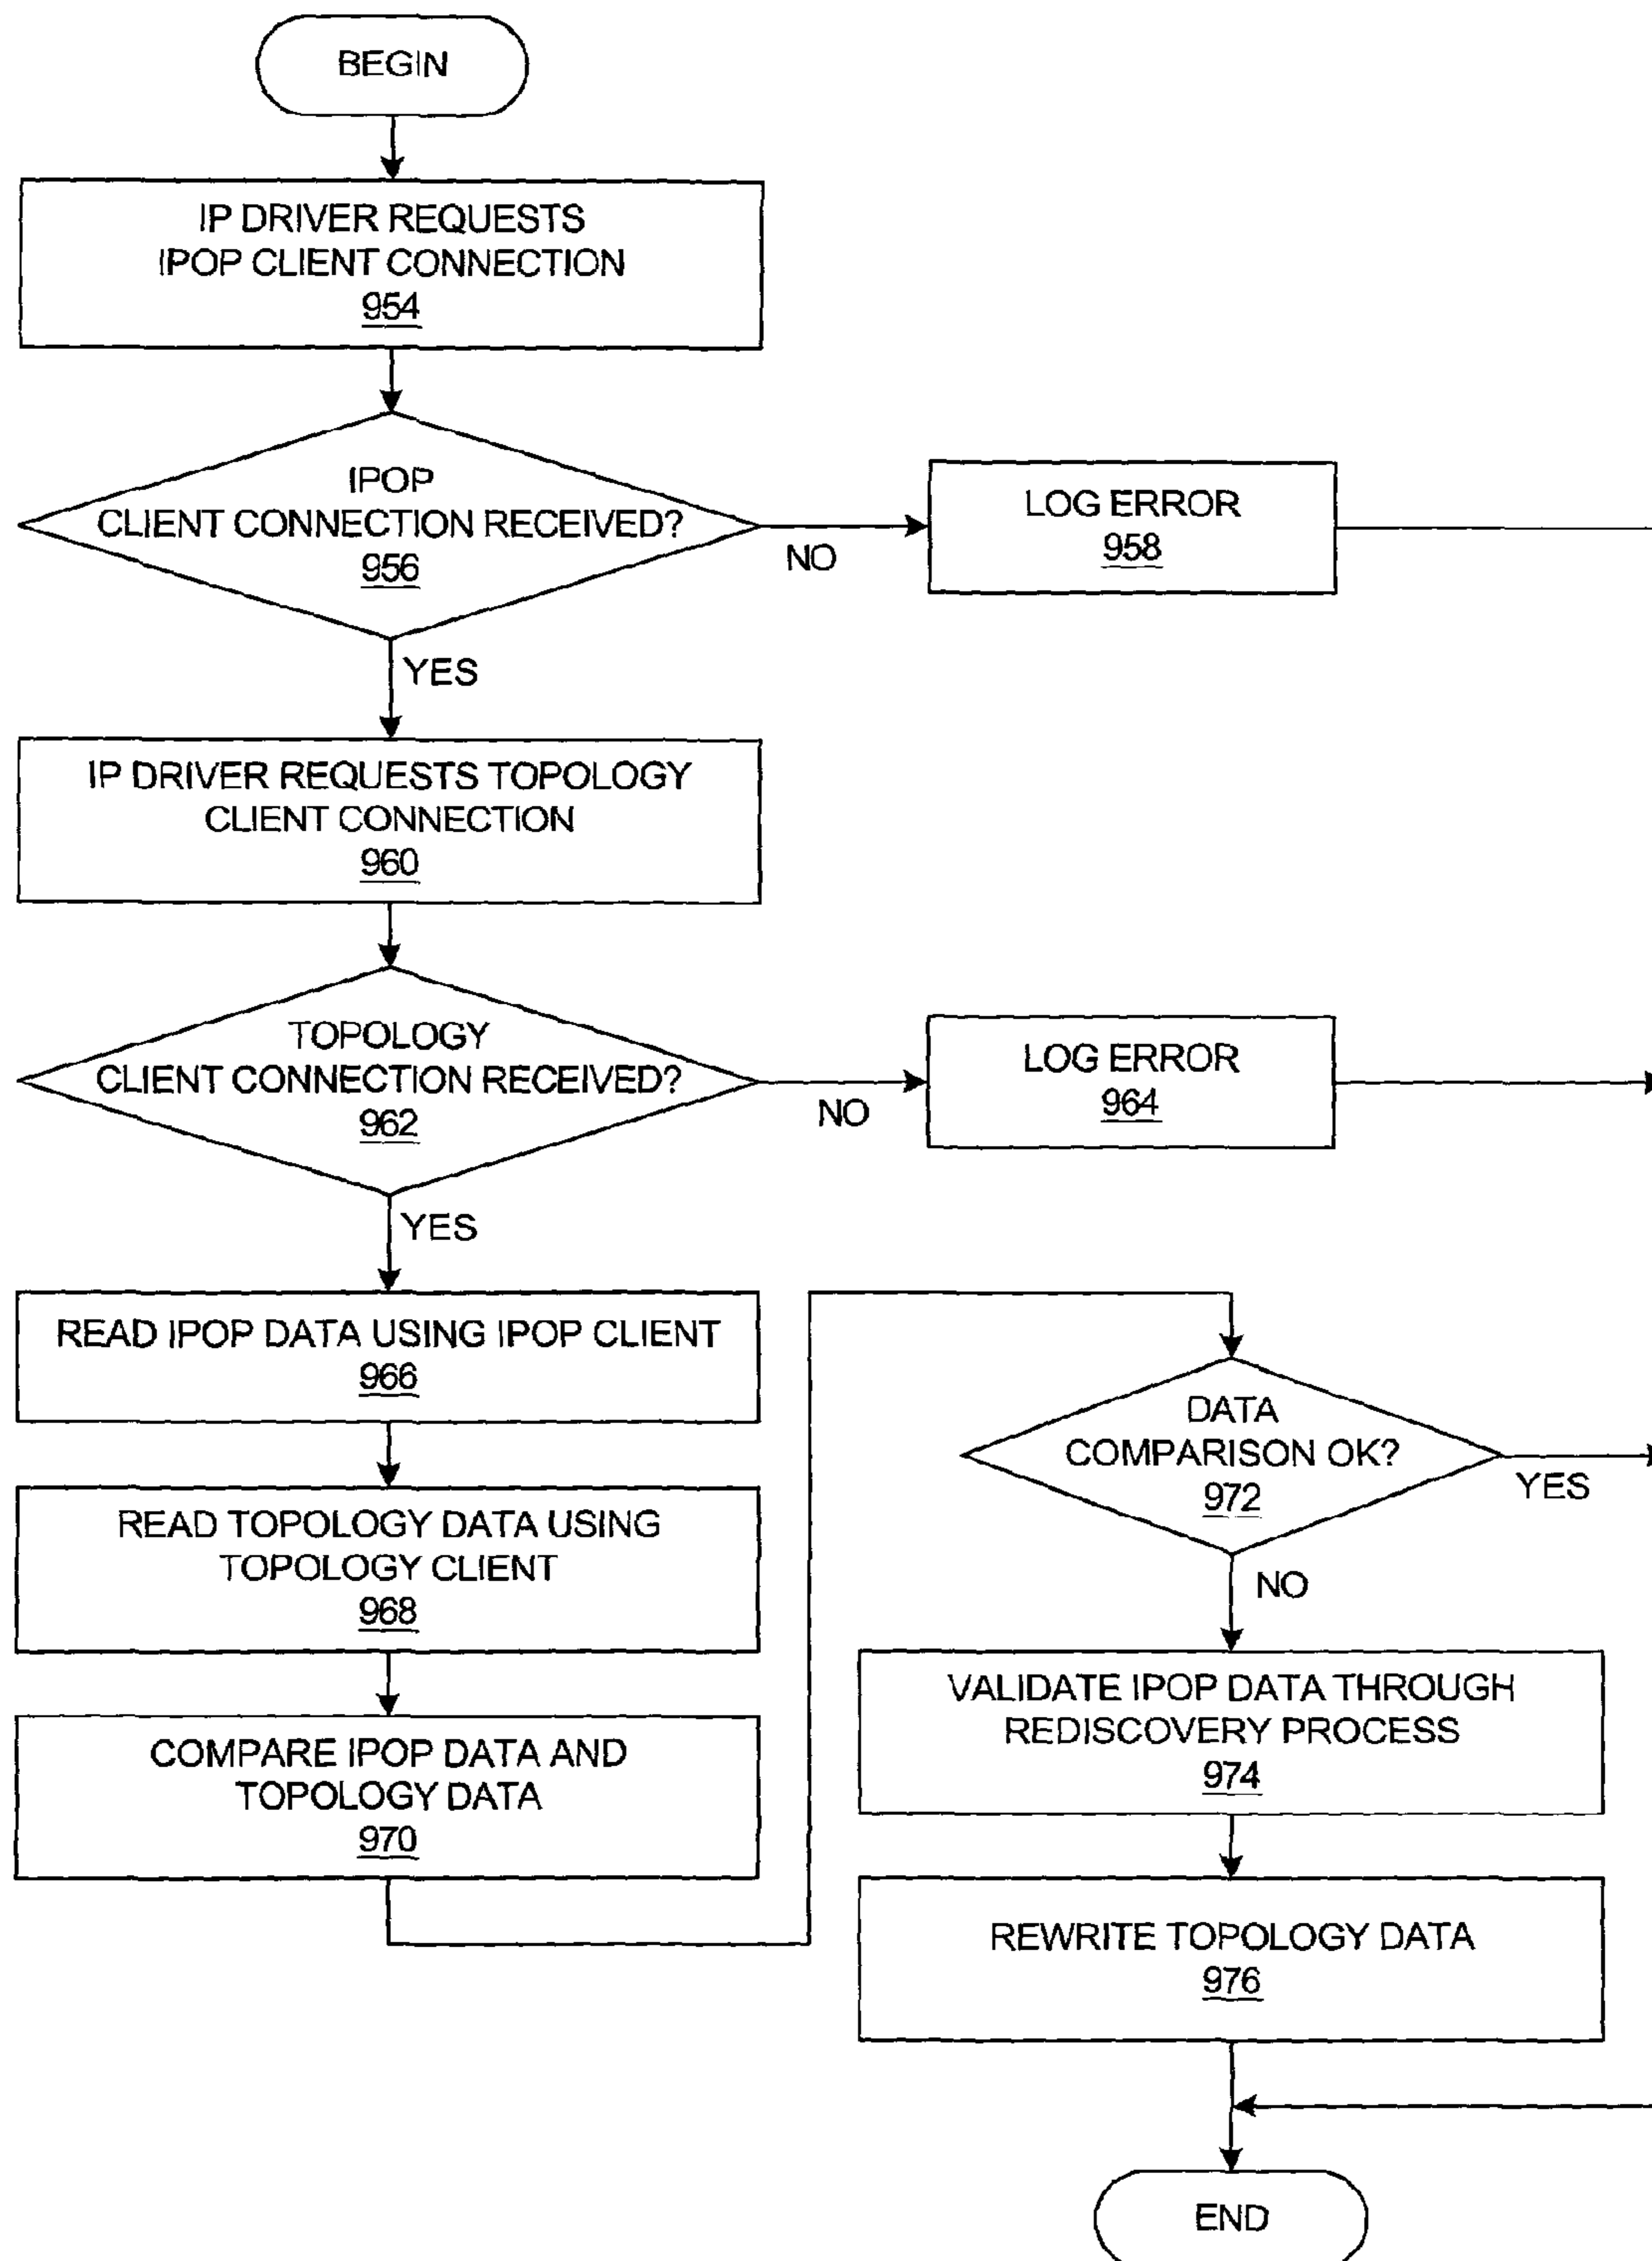 BEGIN
IP DRIVER REQUESTS
IPOP CLIENT CONNECTION
954
IPOP
CLIENT CONNECTION RECEIVED?
956
NO
LOG ERROR
958
YES
IP DRIVER REQUESTS TOPOLOGY
CLIENT CONNECTION
960
TOPOLOGY
CLIENT CONNECTION RECEIVED?
962
NO
LOG ERROR
964
YES
READ IPOP DATA USING IPOP CLIENT
966
READ TOPOLOGY DATA USING
TOPOLOGY CLIENT
968
COMPARE IPOP DATA AND
TOPOLOGY DATA
970
DATA
COMPARISON OK?
972
YES
NO
VALIDATE IPOP DATA THROUGH
REDISCOVERY PROCESS
974
REWRITE TOPOLOGY DATA
976
END